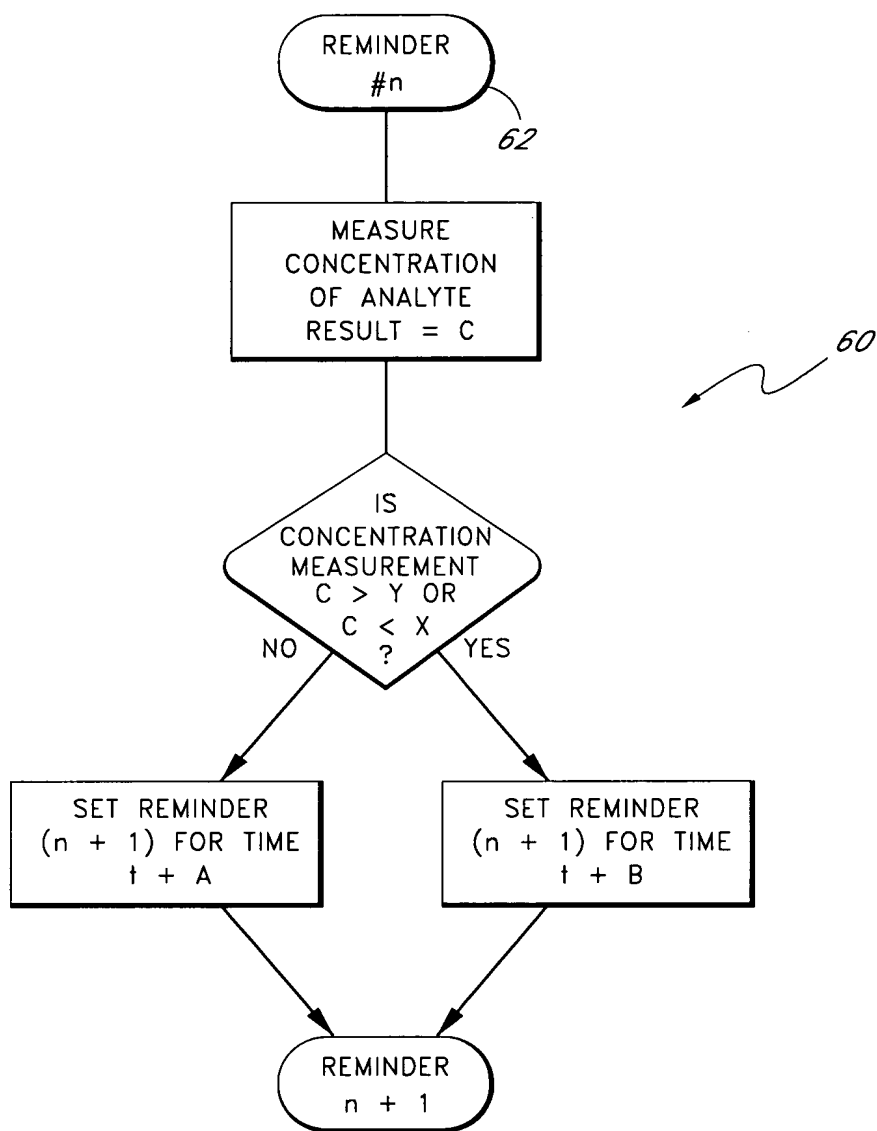 REMINDER
#n
62
MEASURE
CONCENTRATION
OF ANALYTE
RESULT = C
60
IS
CONCENTRATION
MEASUREMENT
C > Y OR
C < X
?
NO
YES
SET REMINDER
(n + 1) FOR TIME
t + A
SET REMINDER
(n + 1) FOR TIME
t + B
REMINDER
n + 1